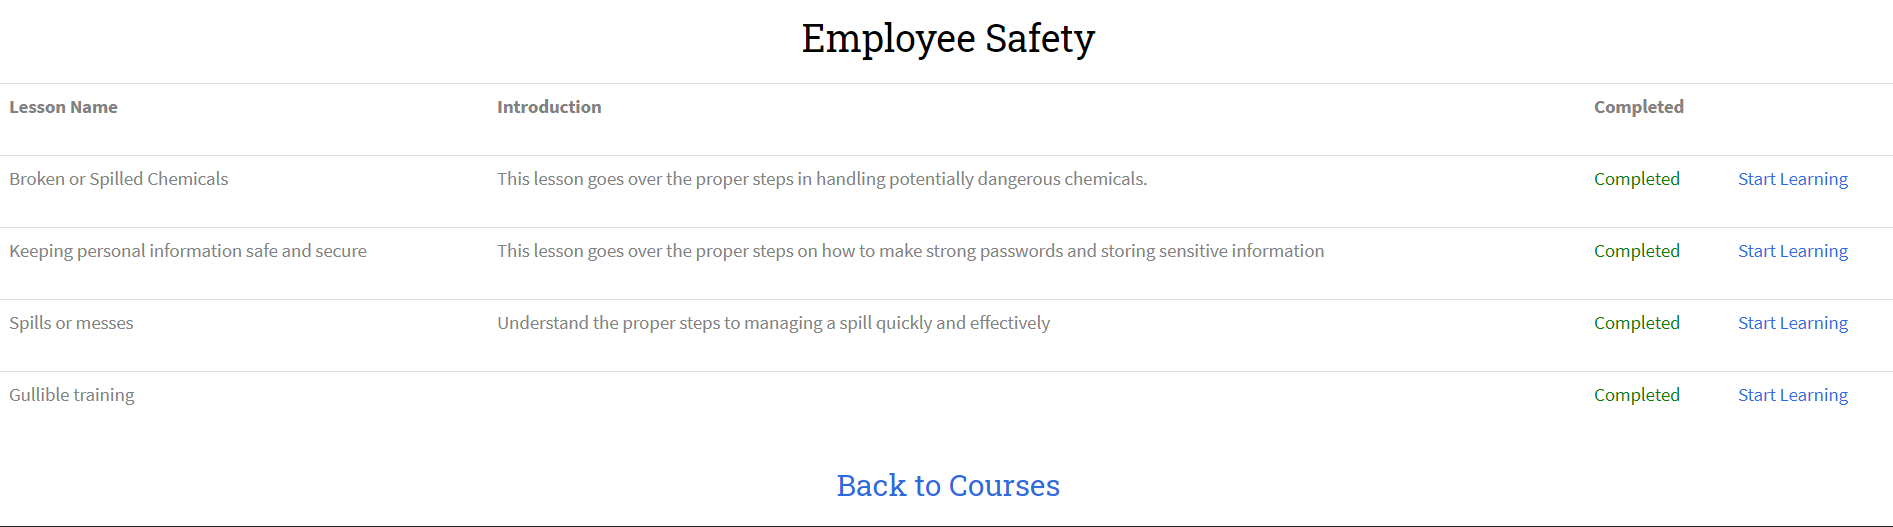 Employee Safety
Lesson Name Introduction Completed
Broken or Spilled Chemicals This lesson goes over the proper steps in handling potentially dangerous chemicals. Completed Start Learning
Keeping personal information safe and secure This lesson goes over the proper steps on how to make strong passwords and storing sensitive information Completed Start Learning
Spills or messes Understand the proper steps to managing a spill quickly and effectively Completed Start Learning
Gullible training Completed Start Learning
Back to Courses